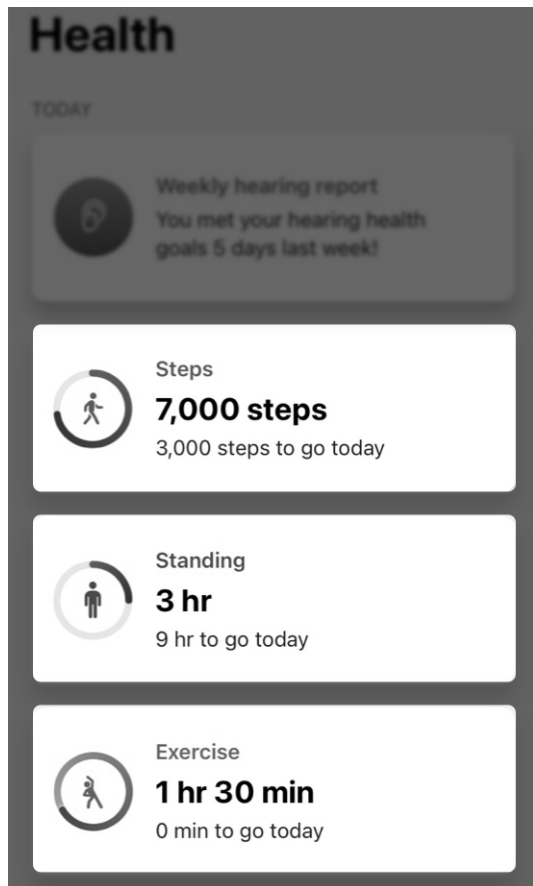 Health
TODAY
Weekly hearing report
You met your hearing health
goals 5 days last week!
Steps
7,000 steps
3,000 steps to go today
Standing
3 hr
9 hr to go today
Exercise
1 hr 30 min
0 min to go today